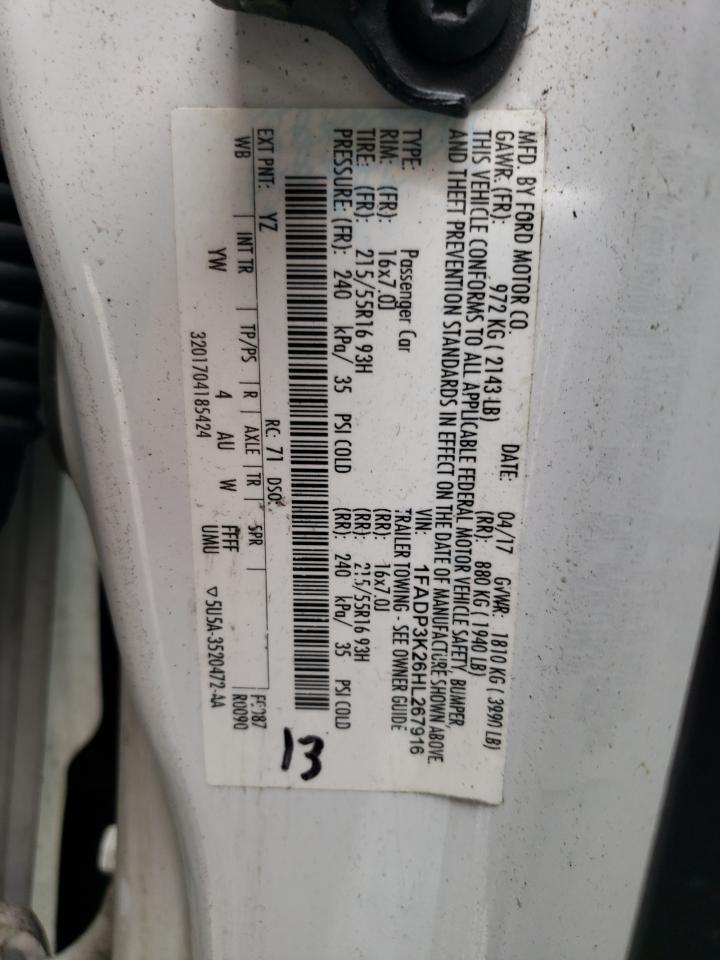 MFD. BY FORD MOTOR CO. DATE: 04/17 GVWR: 1810 KG ( 3990 LB)
GAWR: (FR): 972 KG ( 2143 LB) (RR): 880 KG ( 1940 LB)
THIS VEHICLE CONFORMS TO ALL APPLICABLE FEDERAL MOTOR VEHICLE SAFETY, BUMPER,
AND THEFT PREVENTION STANDARDS IN EFFECT ON THE DATE OF MANUFACTURE SHOWN ABOVE.
VIN: 1FADP3K26HL267916
TYPE: Passenger Car TRAILER TOWING - SEE OWNER GUIDE
RIM: (FR): 16x7.0J (RR): 16x7.0J
TIRE: (FR): 215/55R16 93H (RR): 215/55R16 93H
PRESSURE: (FR): 240 kPa/ 35 PSI COLD (RR): 240 kPa/ 35 PSI COLD
13
EXT PNT: YZ RC: 71 DSO:
WB INT TR TP/PS R AXLE TR SPR R0090
YW 4 AU W FFFF
3201704185424 UMU ▽5U5A-3520472-AA